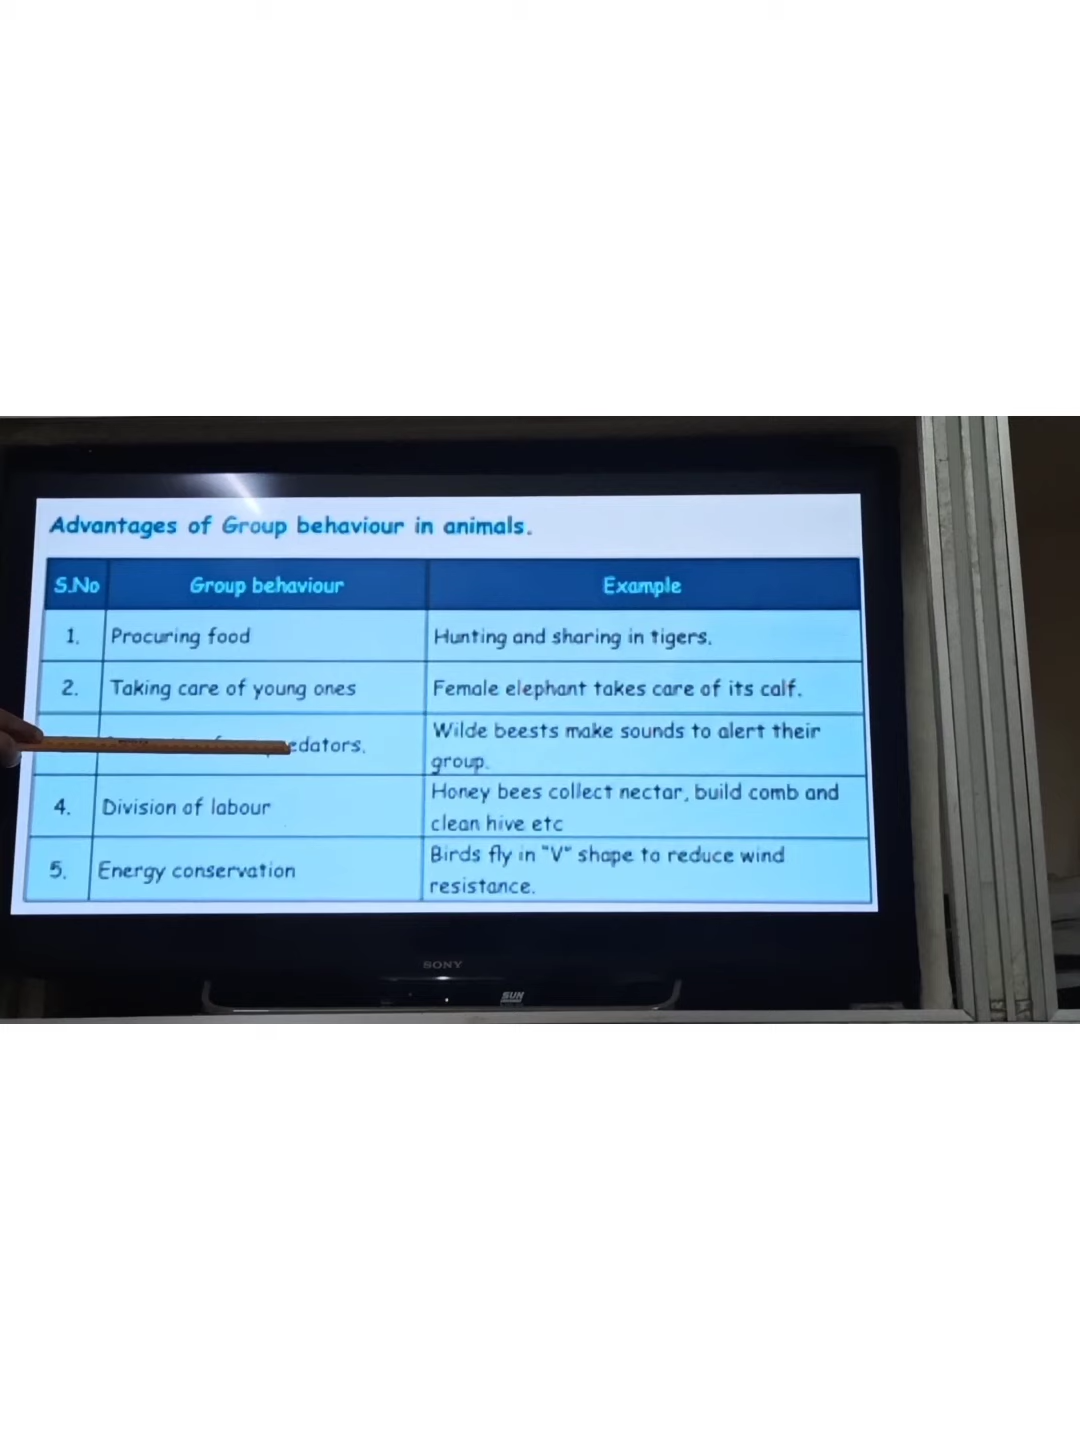 Advantages of Group behaviour in animals.
S.No Group behaviour Example
1. Procuring food Hunting and sharing in tigers.
2. Taking care of young ones Female elephant takes care of its calf.
edators. Wilde beests make sounds to alert their
group.
4. Division of labour Honey bees collect nectar, build comb and
clean hive etc
5. Energy conservation Birds fly in "V" shape to reduce wind
resistance.
SONY
SUN